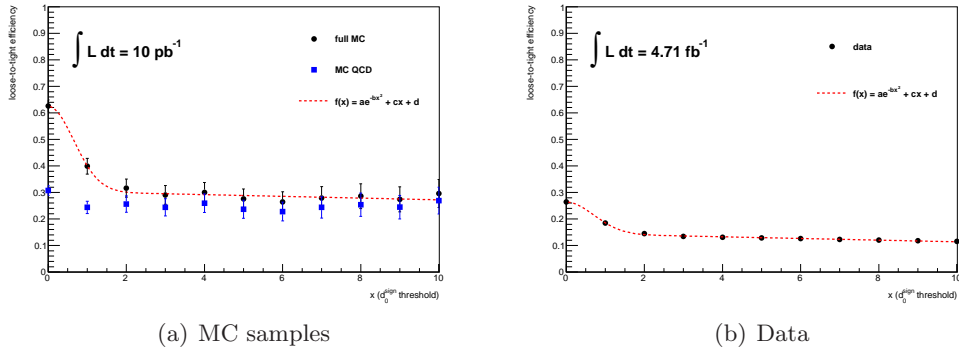 loose-to-tight efficiency
1
0.9
0.8
0.7
0.6
0.5
0.4
0.3
0.2
0.1
0
∫ L dt = 10 pb⁻¹
full MC
MC QCD
f(x) = ae^{-bx²} + cx + d
0 2 4 6 8 10
x (d₀^{sign} threshold)
(a) MC samples
loose-to-tight efficiency
1
0.9
0.8
0.7
0.6
0.5
0.4
0.3
0.2
0.1
0
∫ L dt = 4.71 fb⁻¹
data
f(x) = ae^{-bx²} + cx + d
0 2 4 6 8 10
x (d₀^{sign} threshold)
(b) Data